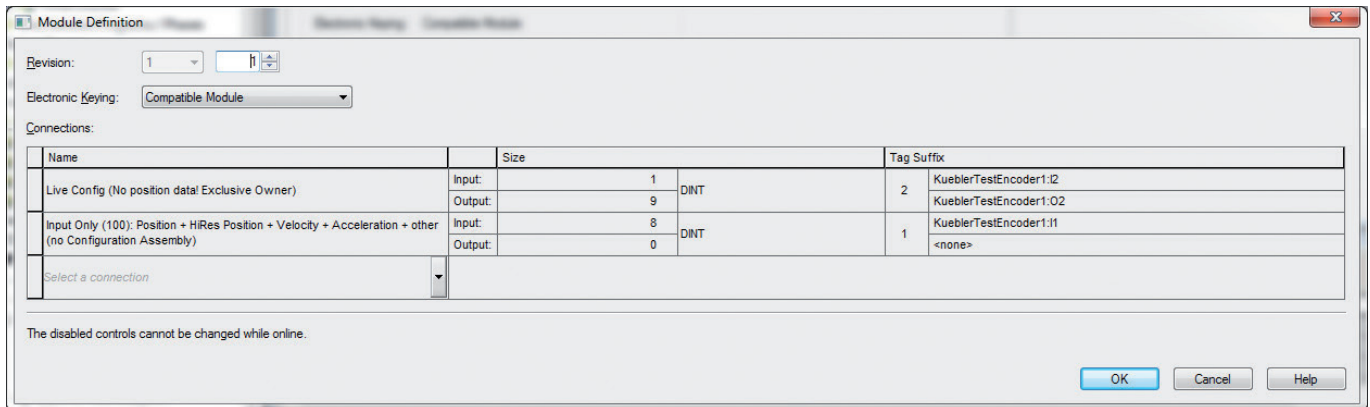 Module Definition
Revision: 1 1
Electronic Keying: Compatible Module
Connections:
Name Size Tag Suffix
Live Config (No position data! Exclusive Owner) Input: 1 DINT 2 KueblerTestEncoder1:I2
Output: 9 KueblerTestEncoder1:O2
Input Only (100): Position + HiRes Position + Velocity + Acceleration + other Input: 8 DINT 1 KueblerTestEncoder1:I1
(no Configuration Assembly) Output: 0 <none>
Select a connection
The disabled controls cannot be changed while online.
OK Cancel Help